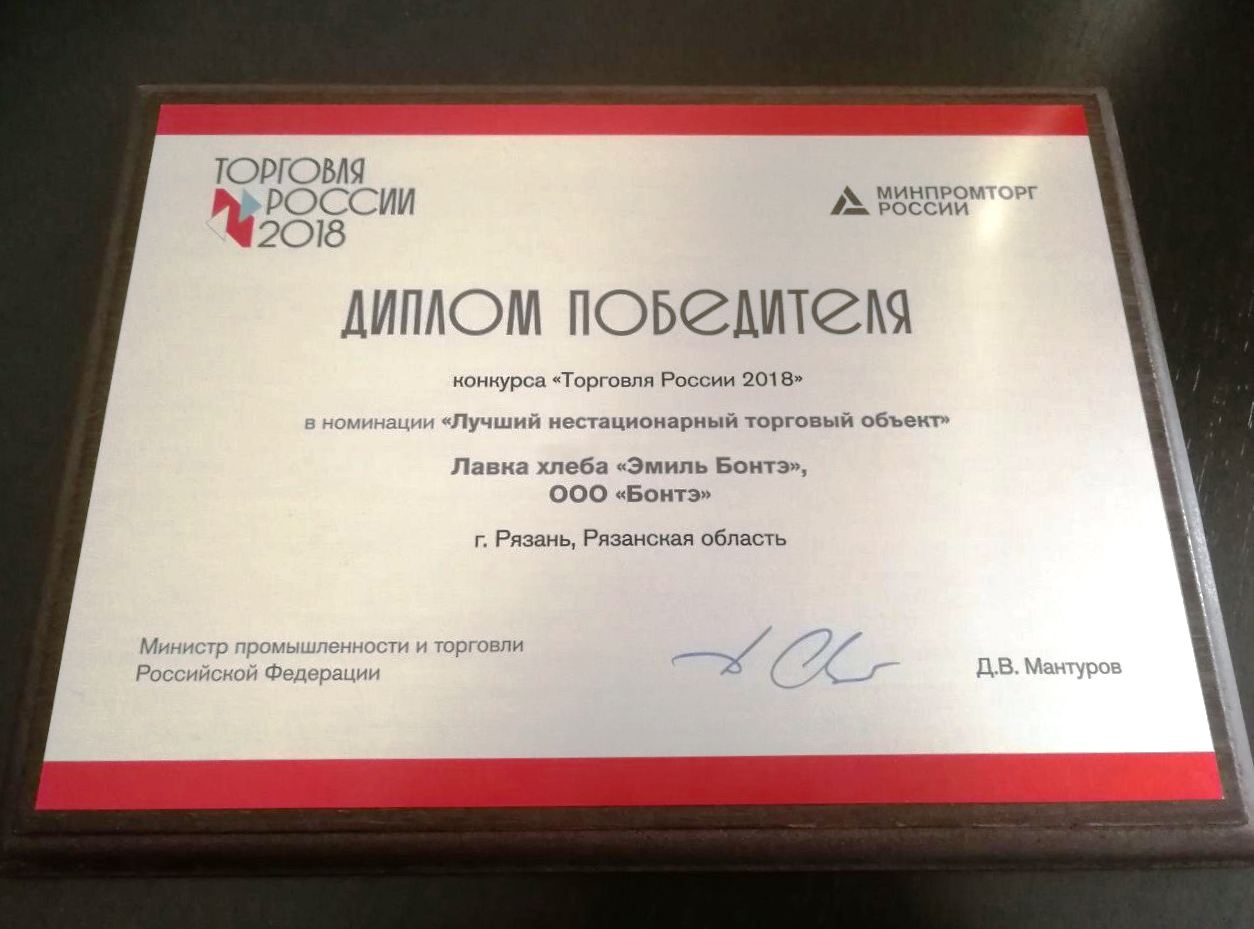 ТОРГОВЛЯ
РОССИИ
2018
МИНПРОМТОРГ
РОССИИ
ДИПЛОМ ПОБЕДИТЕЛЯ
конкурса «Торговля России 2018»
в номинации «Лучший нестационарный торговый объект»
Лавка хлеба «Эмиль Бонтэ»,
ООО «Бонтэ»
г. Рязань, Рязанская область
Министр промышленности и торговли
Российской Федерации
Д.В. Мантуров